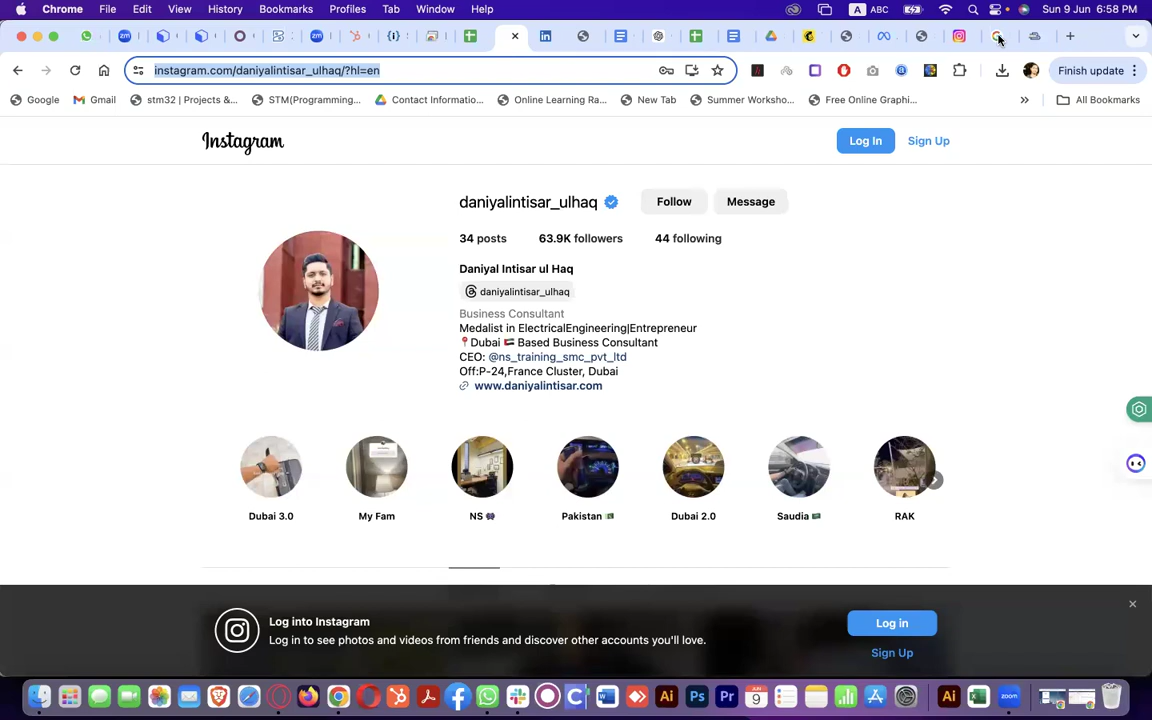 Chrome File Edit View History Bookmarks Profiles Tab Window Help A ABC Sun 9 Jun 6:58 PM
instagram.com/daniyalintisar_ulhaq/?hl=en Finish update
Google Gmail stm32 | Projects &... STM(Programming... Contact Informatio... Online Learning Ra... New Tab Summer Worksho... Free Online Graphi... » All Bookmarks
Instagram Log In Sign Up
daniyalintisar_ulhaq Follow Message
34 posts 63.9K followers 44 following
Daniyal Intisar ul Haq
daniyalintisar_ulhaq
Business Consultant
Medalist in ElectricalEngineering|Entrepreneur
📍Dubai 🇦🇪 Based Business Consultant
CEO: @ns_training_smc_pvt_ltd
Off:P-24,France Cluster, Dubai
www.daniyalintisar.com
Dubai 3.0 My Fam NS Pakistan 🇵🇰 Dubai 2.0 Saudia 🇸🇦 RAK
Log into Instagram
Log in to see photos and videos from friends and discover other accounts you'll love.
Log in
Sign Up